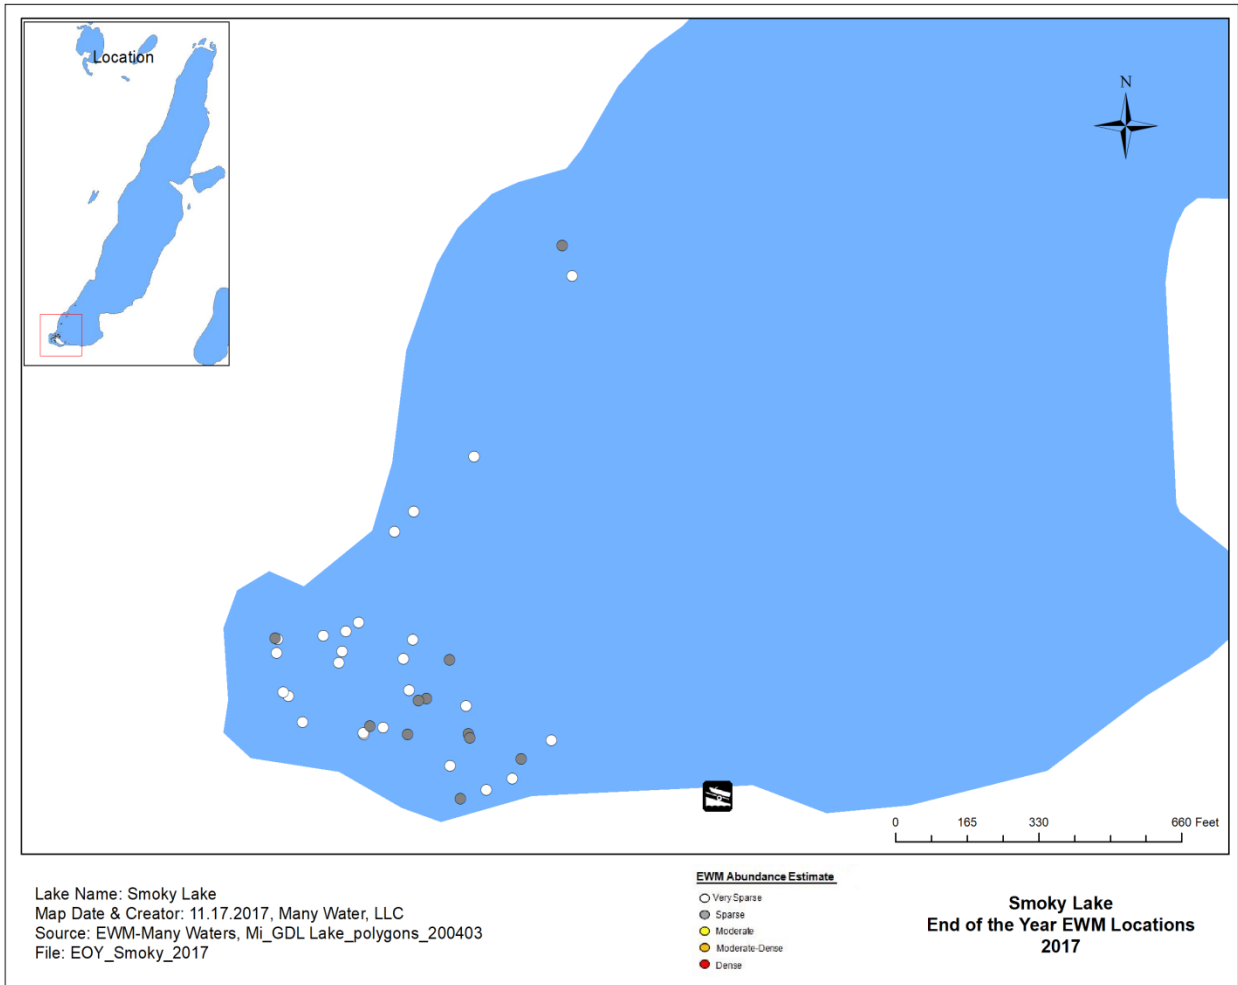 Location
N
0 165 330 660 Feet
Lake Name: Smoky Lake
Map Date & Creator: 11.17.2017, Many Water, LLC
Source: EWM-Many Waters, Mi_GDL Lake_polygons_200403
File: EOY_Smoky_2017
EWM Abundance Estimate
Very Sparse
Sparse
Moderate
Moderate-Dense
Dense
Smoky Lake
End of the Year EWM Locations
2017